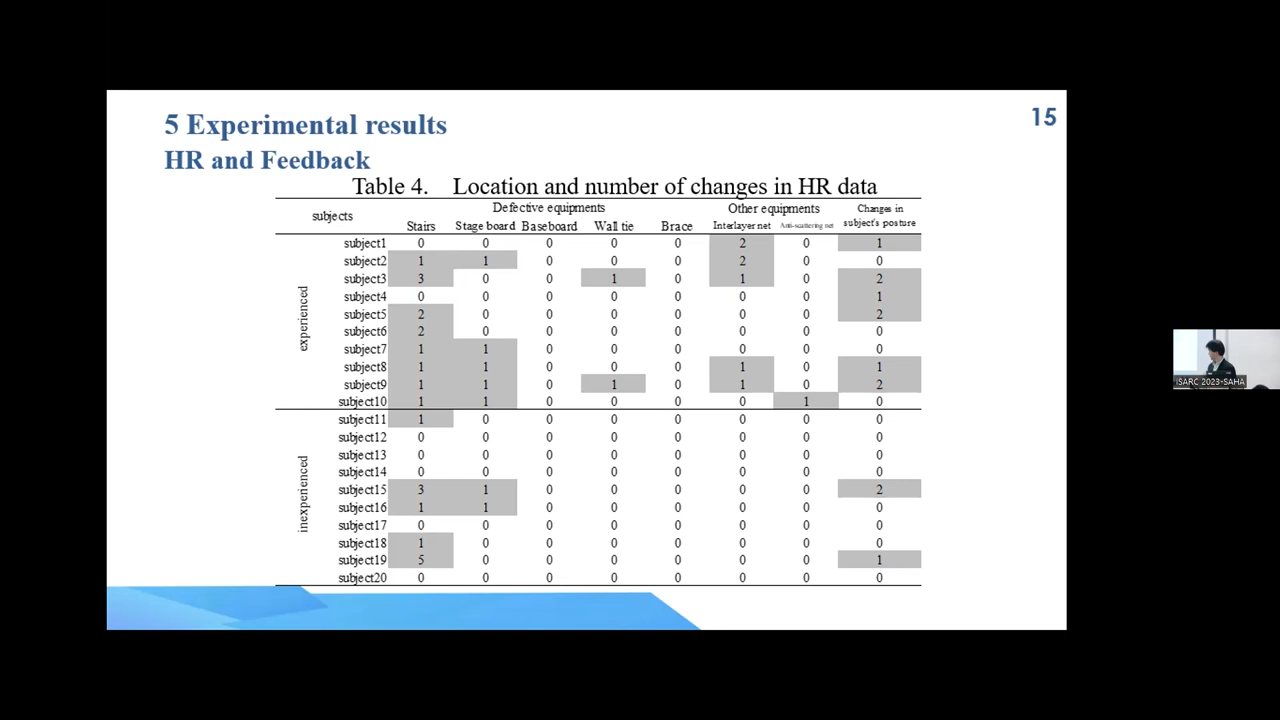 5 Experimental results
15
HR and Feedback
Table 4. Location and number of changes in HR data
subjects
Defective equipments
Other equipments
Changes in subject's posture
Stairs Stage board Baseboard Wall tie Brace Interlayer net Anti-scattering net
experienced
subject1 0 0 0 0 0 2 0 1
subject2 1 1 0 0 0 2 0 0
subject3 3 0 0 1 0 1 0 2
subject4 0 0 0 0 0 0 0 1
subject5 2 0 0 0 0 0 0 2
subject6 2 0 0 0 0 0 0 0
subject7 1 1 0 0 0 0 0 0
subject8 1 1 0 0 0 1 0 1
subject9 1 1 0 1 0 1 0 2
subject10 1 1 0 0 0 0 1 0
inexperienced
subject11 1 0 0 0 0 0 0 0
subject12 0 0 0 0 0 0 0 0
subject13 0 0 0 0 0 0 0 0
subject14 0 0 0 0 0 0 0 0
subject15 3 1 0 0 0 0 0 2
subject16 1 1 0 0 0 0 0 0
subject17 0 0 0 0 0 0 0 0
subject18 1 0 0 0 0 0 0 0
subject19 5 0 0 0 0 0 0 1
subject20 0 0 0 0 0 0 0 0
ISARC 2023-SAHA